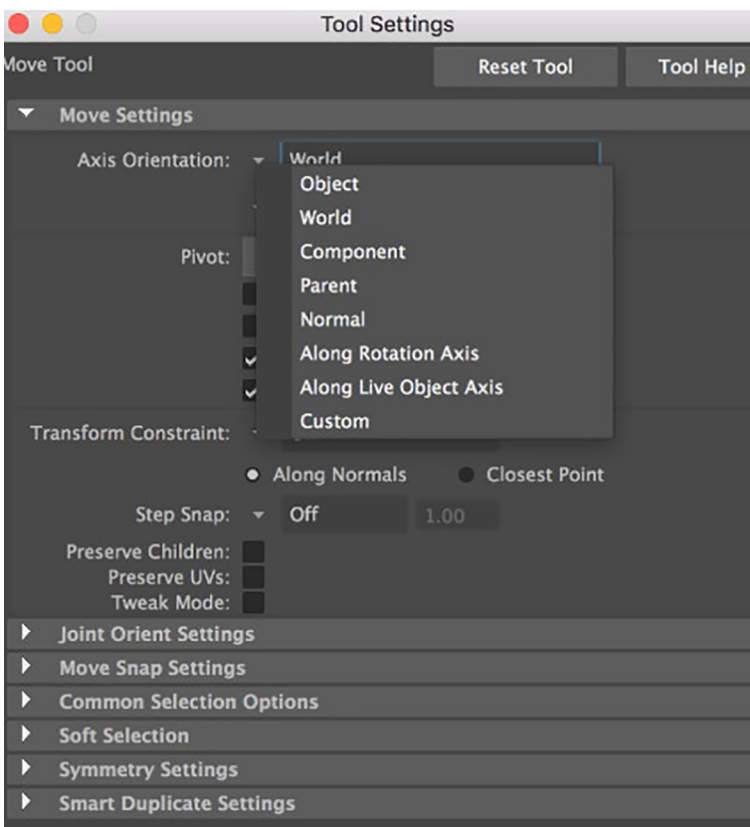 Tool Settings
Move Tool Reset Tool Tool Help
Move Settings
Axis Orientation: World
Object
World
Component
Pivot:
Parent
Normal
Along Rotation Axis
Along Live Object Axis
Custom
Transform Constraint:
Along Normals Closest Point
Step Snap: Off 1.00
Preserve Children:
Preserve UVs:
Tweak Mode:
Joint Orient Settings
Move Snap Settings
Common Selection Options
Soft Selection
Symmetry Settings
Smart Duplicate Settings